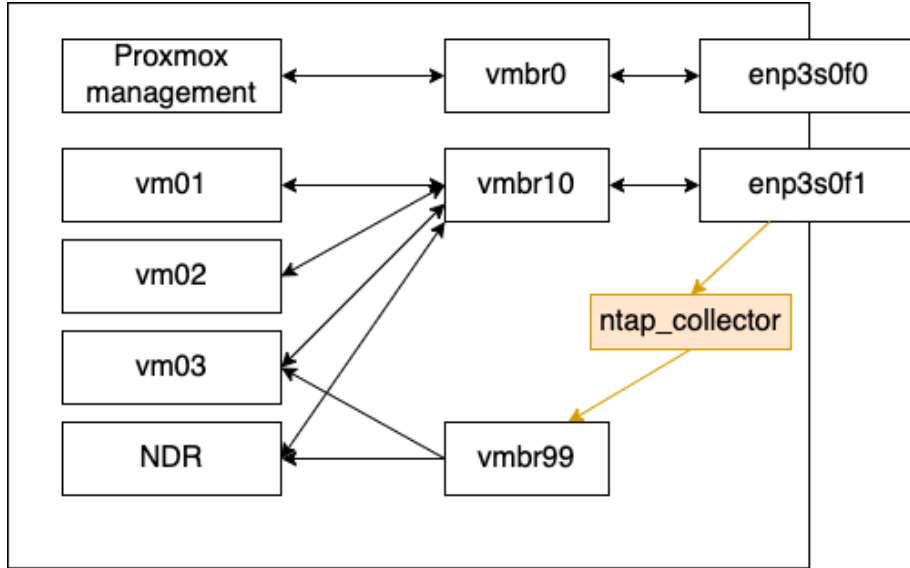 Proxmox
management
vmbr0
enp3s0f0
vm01
vmbr10
enp3s0f1
vm02
ntap_collector
vm03
NDR
vmbr99